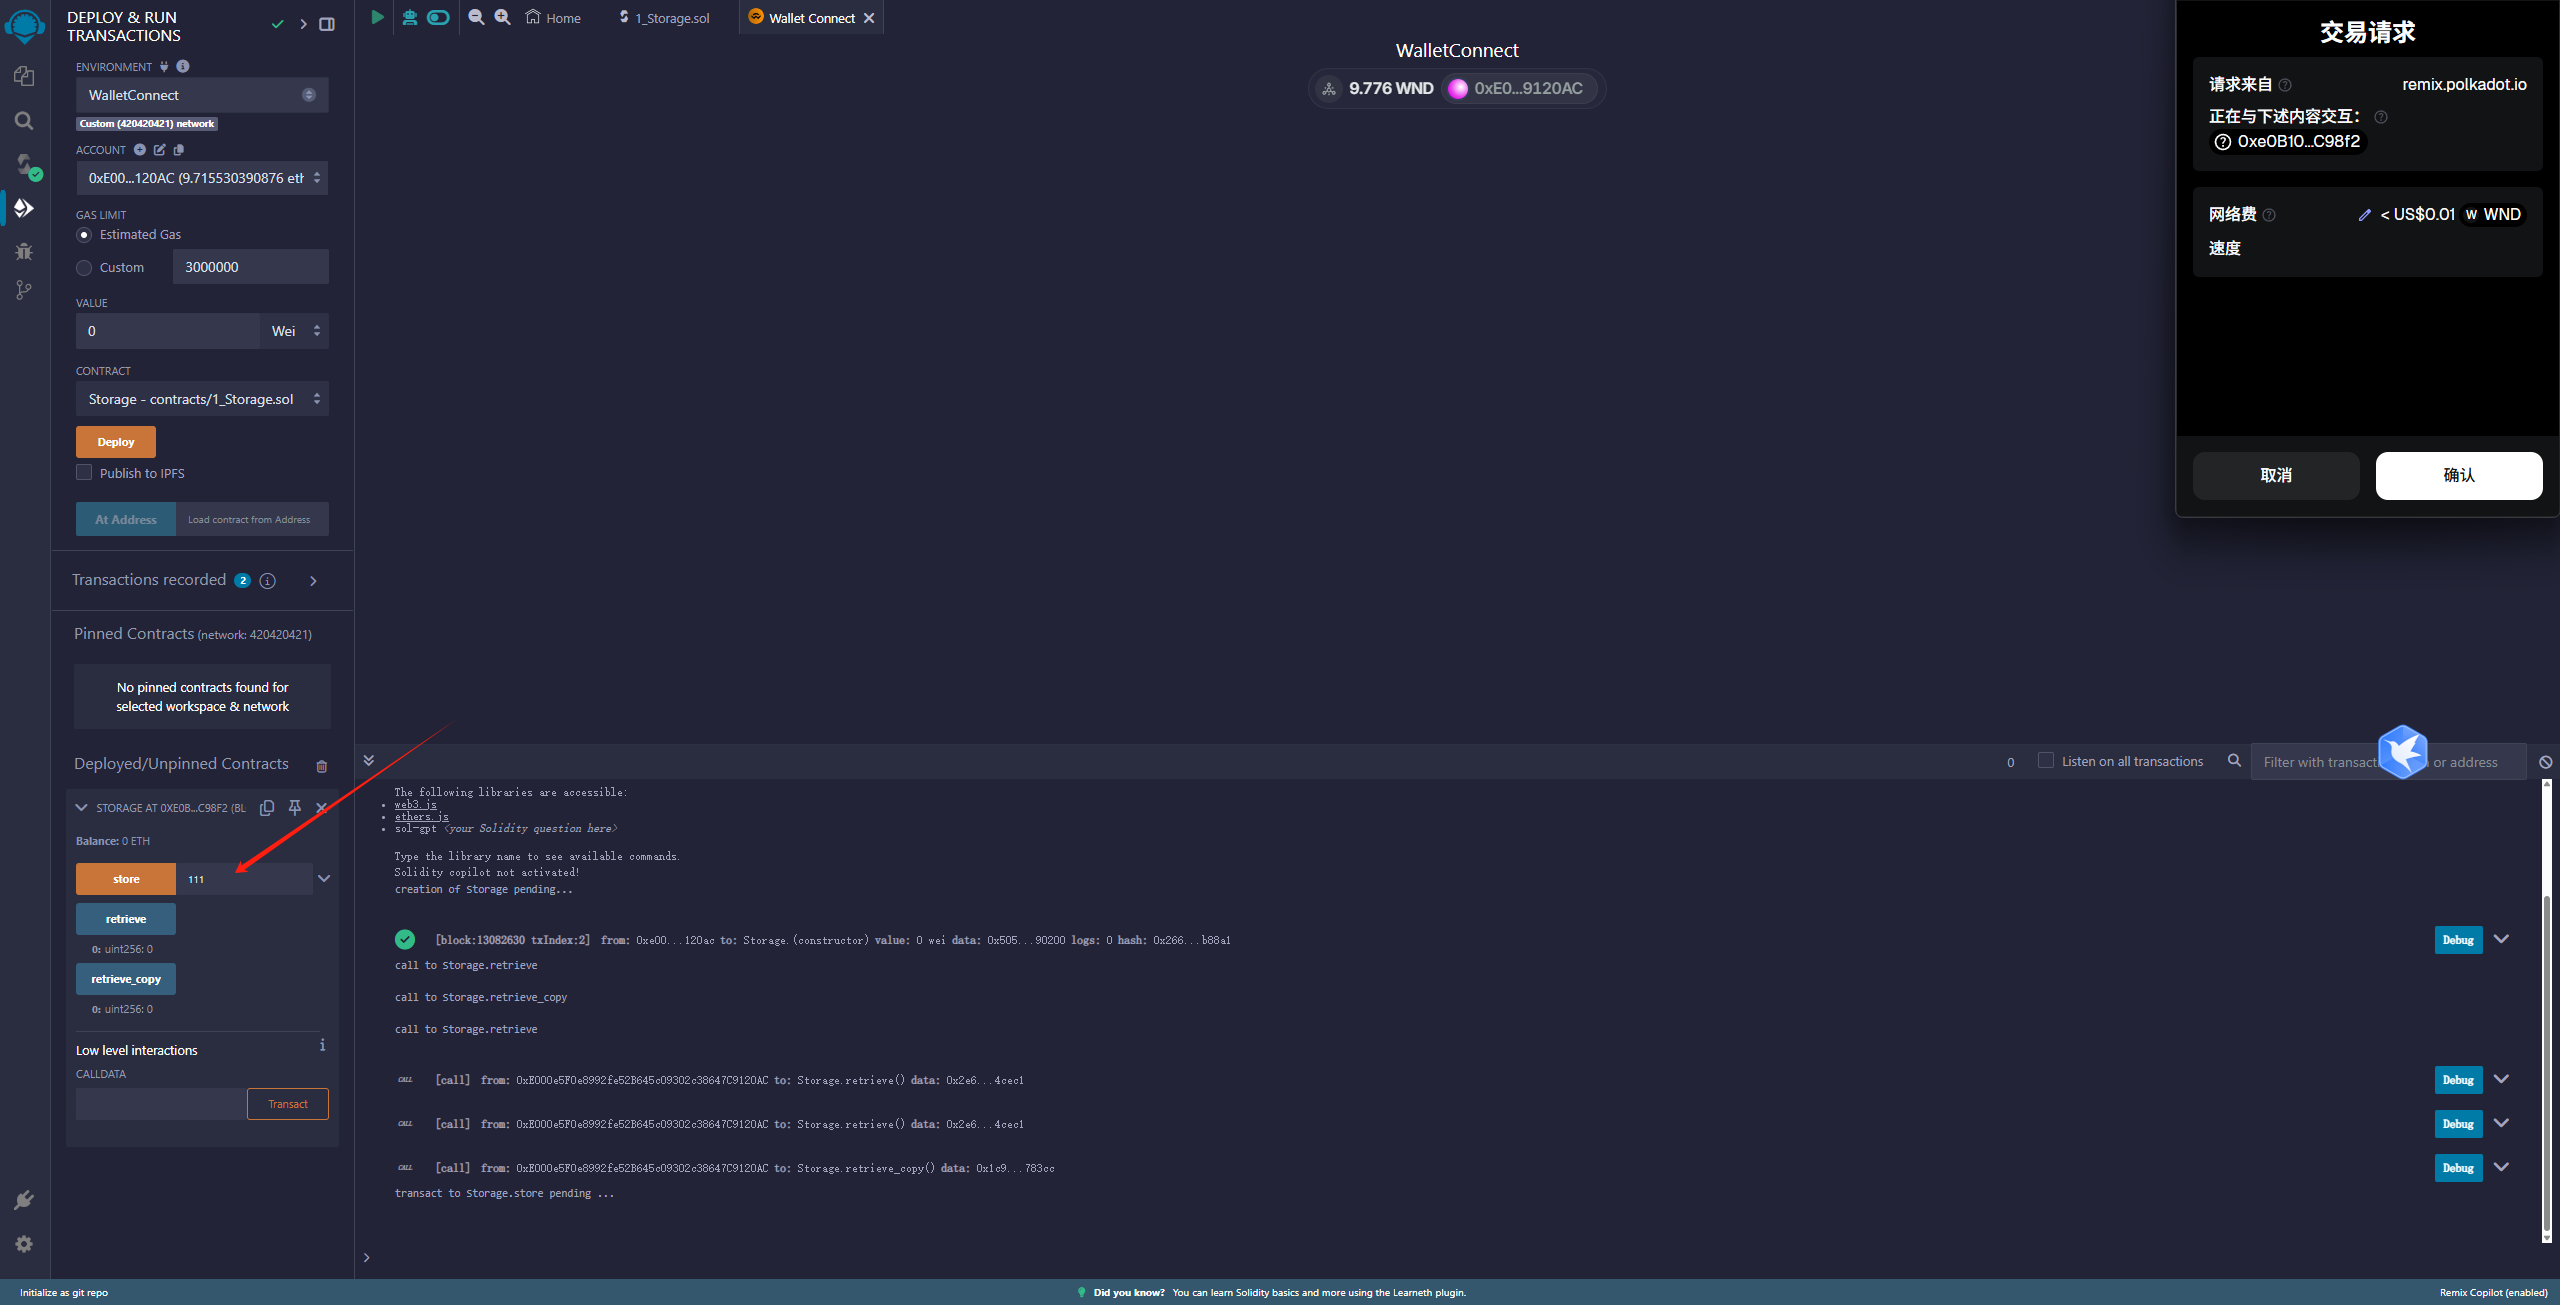 DEPLOY & RUN
TRANSACTIONS
ENVIRONMENT
WalletConnect
Custom (420420421) network
ACCOUNT
0xE00...120AC (9.715530390876 eth
GAS LIMIT
Estimated Gas
Custom
3000000
VALUE
0
Wei
CONTRACT
Storage - contracts/1_Storage.sol
Deploy
Publish to IPFS
At Address
Load contract from Address
Transactions recorded 2
Pinned Contracts (network: 420420421)
No pinned contracts found for
selected workspace & network
Deployed/Unpinned Contracts
STORAGE AT 0XE0B...C98F2 (BL
Balance: 0 ETH
store
111
retrieve
0: uint256: 0
retrieve_copy
0: uint256: 0
Low level interactions
CALLDATA
Transact
Home
1_Storage.sol
Wallet Connect
WalletConnect
9.776 WND
0xE0...9120AC
交易请求
请求来自
remix.polkadot.io
正在与下述内容交互：
0xe0B10...C98f2
网络费
< US$0.01
W WND
速度
取消
确认
0
Listen on all transactions
Filter with transact
or address
The following libraries are accessible:
web3.js
ethers.js
sol-gpt <your Solidity question here>
Type the library name to see available commands.
Solidity copilot not activated!
creation of Storage pending...
[block:13082630 txIndex:2] from: 0xe00...120ac to: Storage.(constructor) value: 0 wei data: 0x505...90200 logs: 0 hash: 0x266...b88a1
Debug
call to Storage.retrieve
call to Storage.retrieve_copy
call to Storage.retrieve
CALL [call] from: 0xE000e5F0e8992fe52B645c09302c38647C9120AC to: Storage.retrieve() data: 0x2e6...4cec1
Debug
CALL [call] from: 0xE000e5F0e8992fe52B645c09302c38647C9120AC to: Storage.retrieve() data: 0x2e6...4cec1
Debug
CALL [call] from: 0xE000e5F0e8992fe52B645c09302c38647C9120AC to: Storage.retrieve_copy() data: 0x1c9...783cc
Debug
transact to Storage.store pending ...
>
Initialize as git repo
Did you know? You can learn Solidity basics and more using the Learneth plugin.
Remix Copilot (enabled)